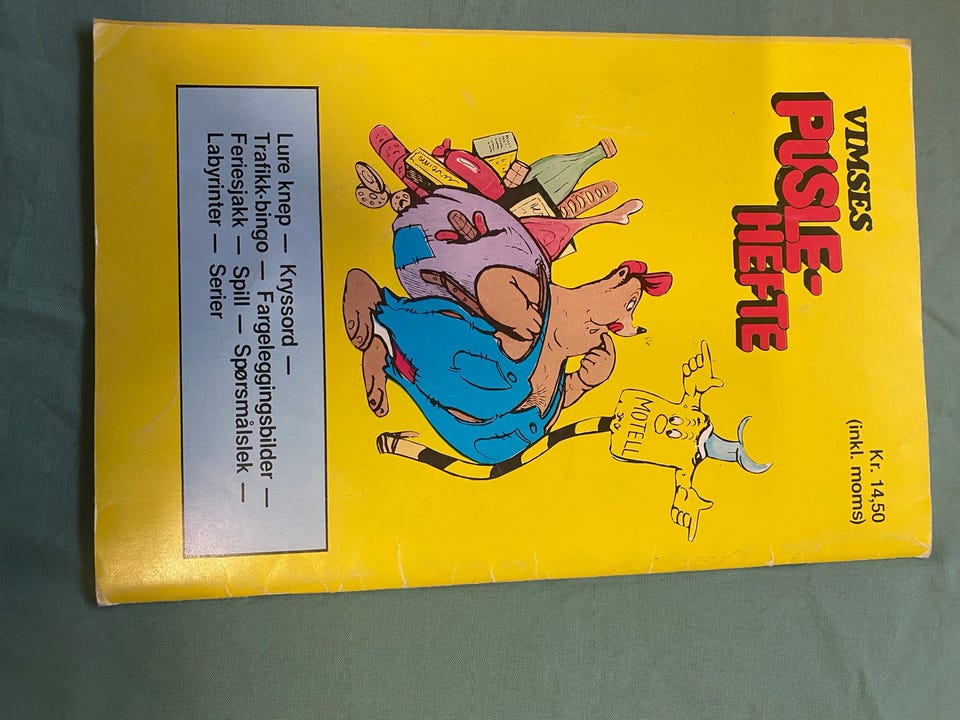 VIMSES
PUSLE-
HEFTE
Kr. 14,50
(inkl. moms)
MOTELL
Lure knep — Kryssord —
Trafikk-bingo — Fargeleggingsbilder —
Feriesjakk — Spill — Spørsmålslek —
Labyrinter — Serier